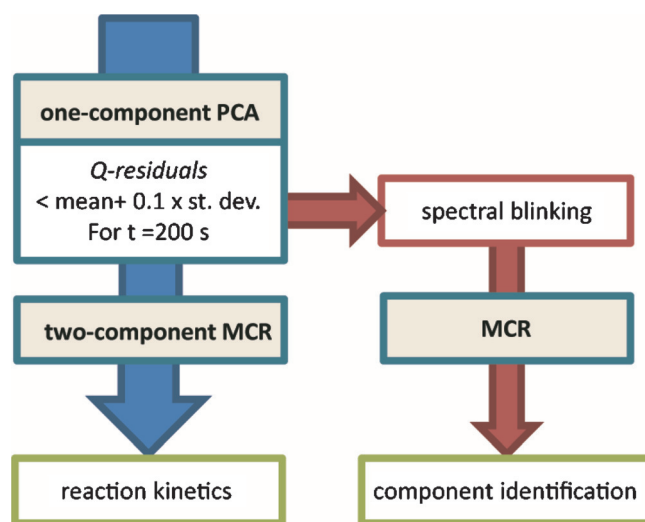 one-component PCA
Q-residuals
< mean+ 0.1 x st. dev.
For t =200 s
spectral blinking
two-component MCR
MCR
reaction kinetics
component identification